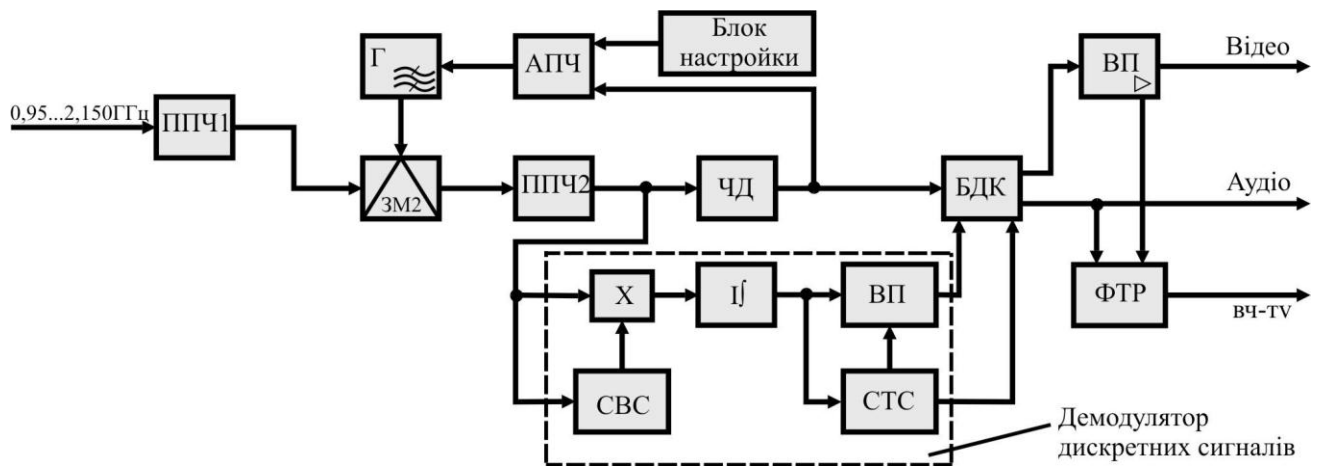 Блок
настройки
Г
АПЧ
ВП
Відео
0,95...2,150ГГц
ППЧ1
ЗМ2
ППЧ2
ЧД
БДК
Аудіо
X
I∫
ВП
ФТР
вч-тv
СВС
СТС
Демодулятор
дискретних сигналів